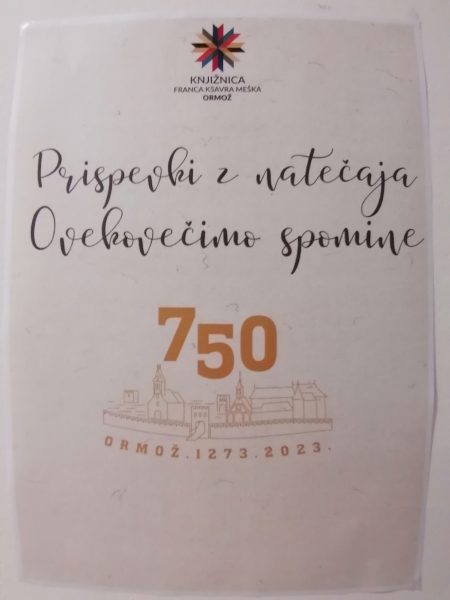 KNJIŽNICA
FRANCA KSAVRA MEŠKA
ORMOŽ
Prispevki z natečaja
Ovekovečimo spomine
750
ORMOŽ.1273.2023.